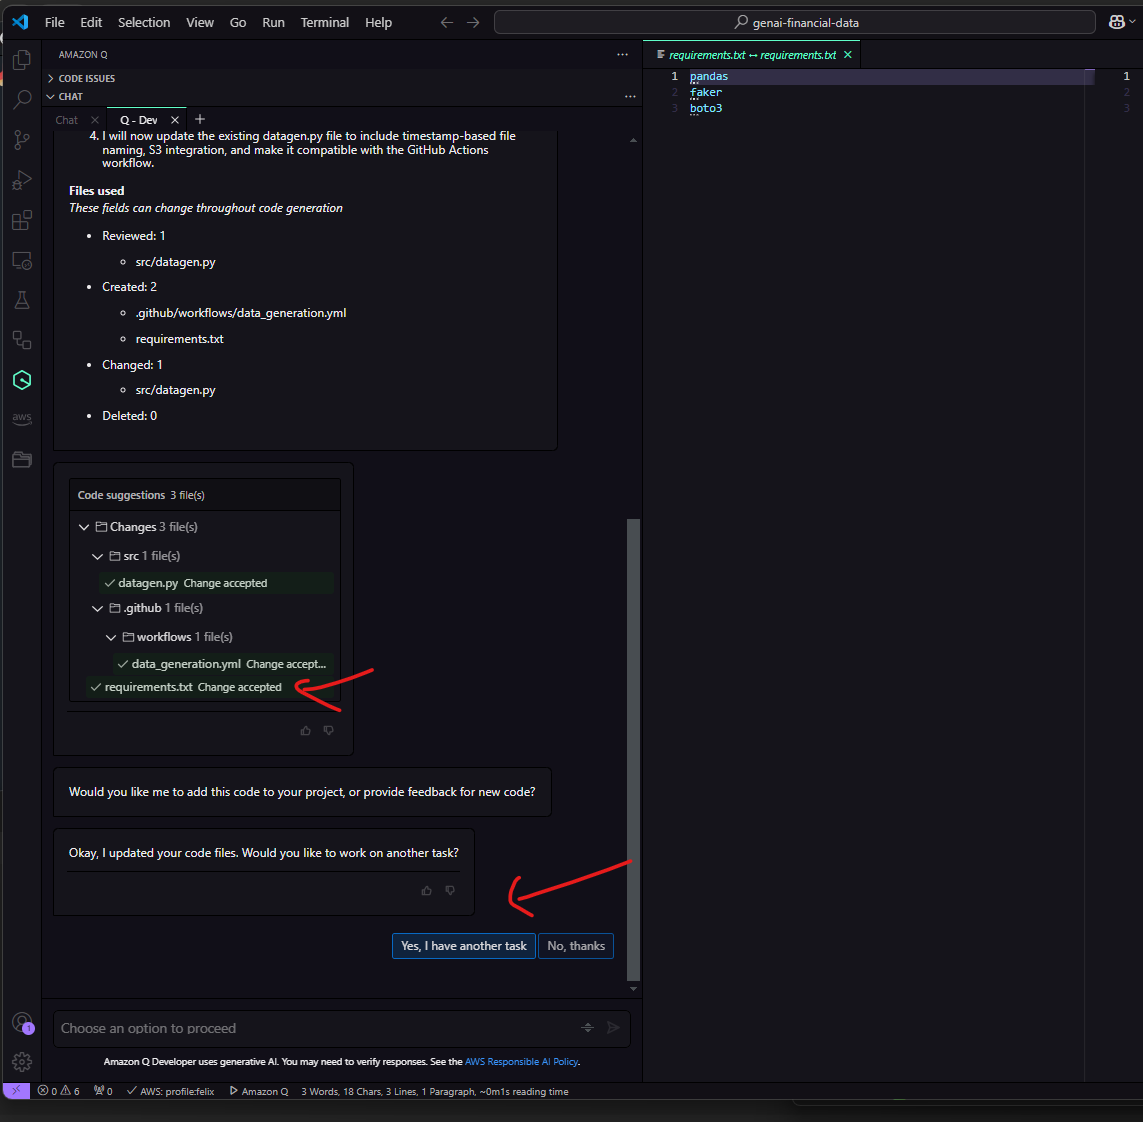 File Edit Selection View Go Run Terminal Help
genai-financial-data
AMAZON Q
CODE ISSUES
CHAT
Chat
Q - Dev
4. I will now update the existing datagen.py file to include timestamp-based file
naming, S3 integration, and make it compatible with the GitHub Actions
workflow.
Files used
These fields can change throughout code generation
• Reviewed: 1
src/datagen.py
• Created: 2
.github/workflows/data_generation.yml
requirements.txt
• Changed: 1
src/datagen.py
• Deleted: 0
Code suggestions 3 file(s)
Changes 3 file(s)
src 1 file(s)
datagen.py Change accepted
.github 1 file(s)
workflows 1 file(s)
data_generation.yml Change accept...
requirements.txt Change accepted
Would you like me to add this code to your project, or provide feedback for new code?
Okay, I updated your code files. Would you like to work on another task?
Yes, I have another task
No, thanks
Choose an option to proceed
Amazon Q Developer uses generative AI. You may need to verify responses. See the AWS Responsible AI Policy.
requirements.txt ↔ requirements.txt
1 pandas
2 faker
3 boto3
1
2
3
aws
1
0 6 0 AWS: profile:felix Amazon Q 3 Words, 18 Chars, 3 Lines, 1 Paragraph, ~0m1s reading time